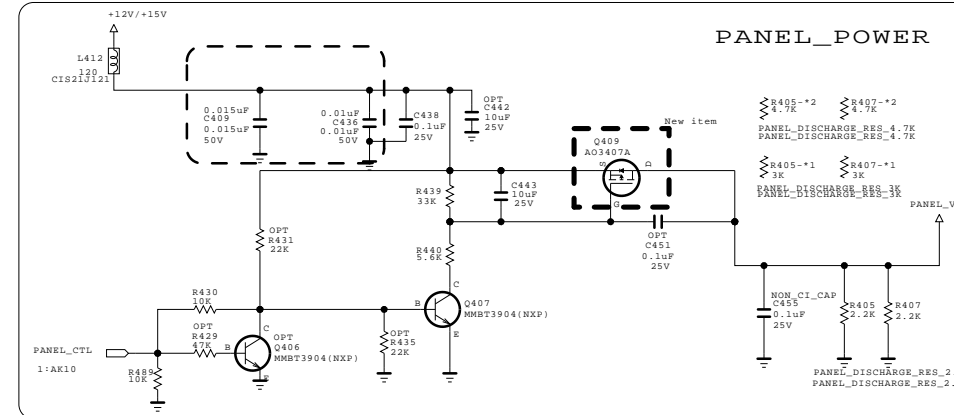 +12V/+15V
PANEL_POWER
L412
120
CIS21J121
0.015uF
C409
0.015uF
50V
0.01uF
C436
0.01uF
50V
C438
0.1uF
25V
OPT
C442
10uF
25V
New item
Q409
AO3407A
S
D
G
R405-*2
4.7K
R407-*2
4.7K
PANEL_DISCHARGE_RES_4.7K
PANEL_DISCHARGE_RES_4.7K
R405-*1
3K
R407-*1
3K
PANEL_DISCHARGE_RES_3K
PANEL_DISCHARGE_RES_3K
PANEL_V
R439
33K
C443
10uF
25V
OPT
R431
22K
R440
5.6K
OPT
C451
0.1uF
25V
C
B
E
Q407
MMBT3904(NXP)
R430
10K
OPT
R429
47K
PANEL_CTL
1:AK10
R489
10K
B
C
E
OPT
Q406
MMBT3904(NXP)
OPT
R435
22K
NON_CI_CAP
C455
0.1uF
25V
R405
2.2K
R407
2.2K
PANEL_DISCHARGE_RES_2.
PANEL_DISCHARGE_RES_2.